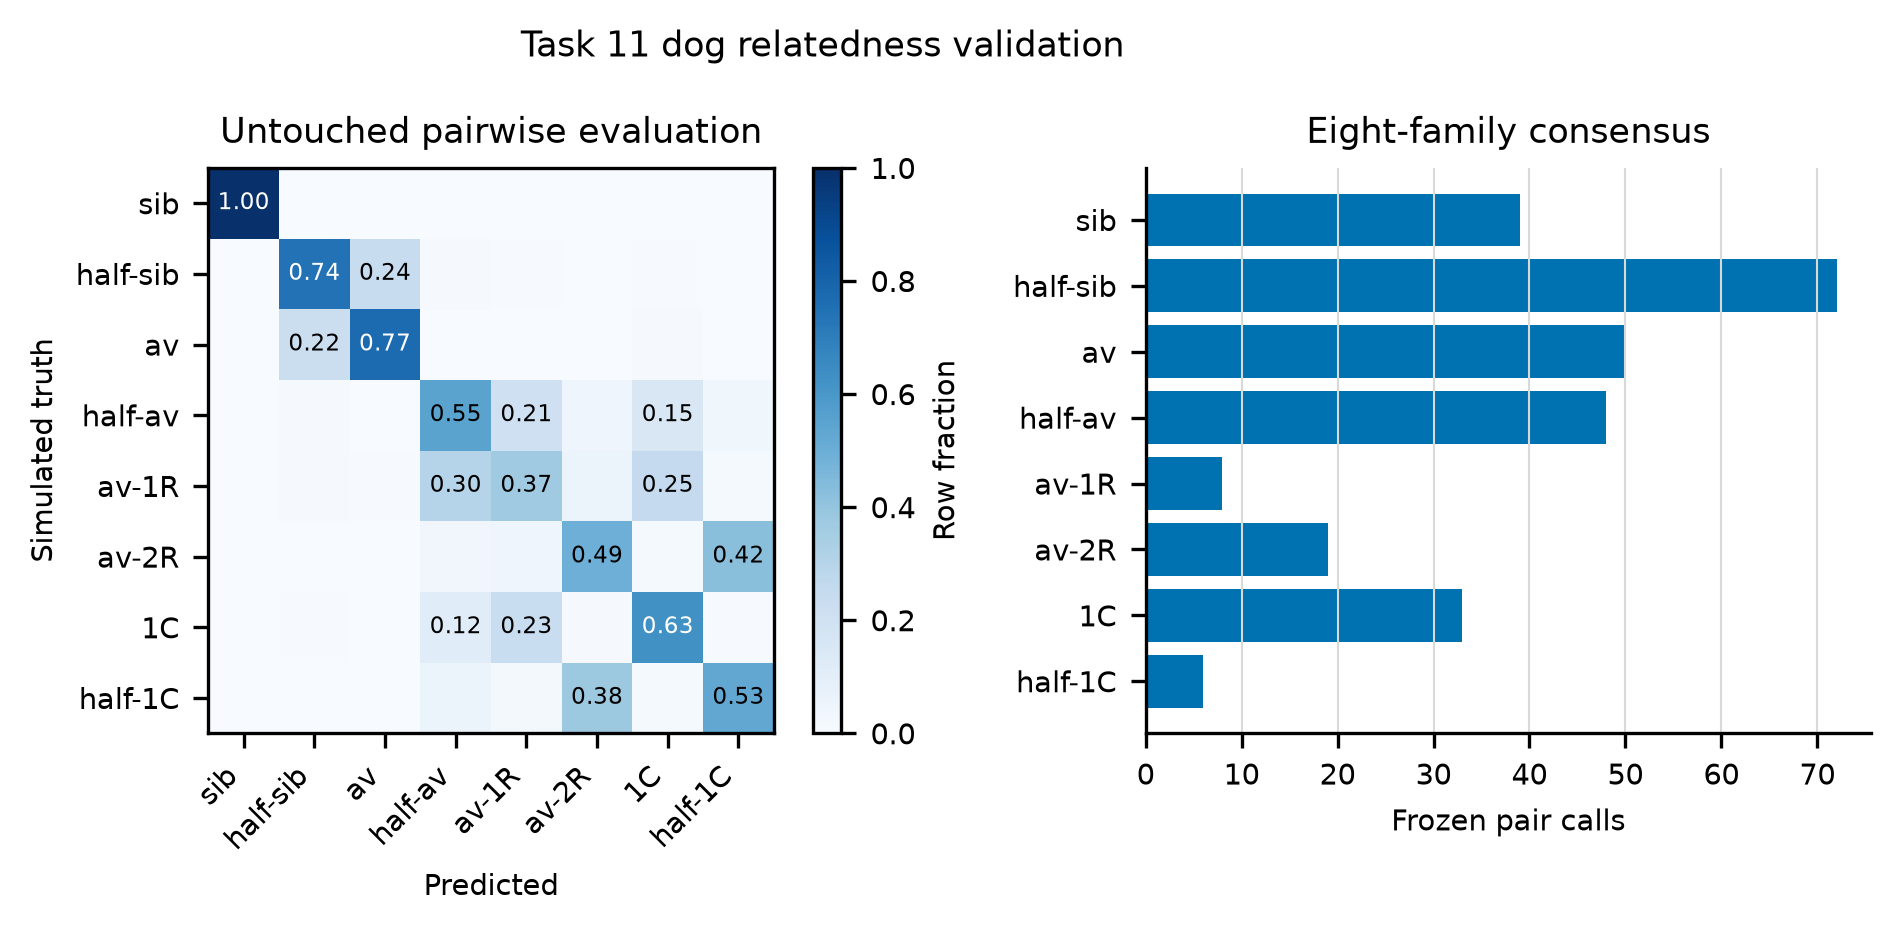 Task 11 dog relatedness validation
Untouched pairwise evaluation
Simulated truth
sib
half-sib
av
half-av
av-1R
av-2R
1C
half-1C
1.00
0.74 0.24
0.22 0.77
0.55 0.21 0.15
0.30 0.37 0.25
0.49 0.42
0.12 0.23 0.63
0.38 0.53
sib half-sib av half-av av-1R av-2R 1C half-1C
Predicted
1.0
0.8
0.6
0.4
0.2
0.0
Row fraction
Eight-family consensus
sib
half-sib
av
half-av
av-1R
av-2R
1C
half-1C
0 10 20 30 40 50 60 70
Frozen pair calls